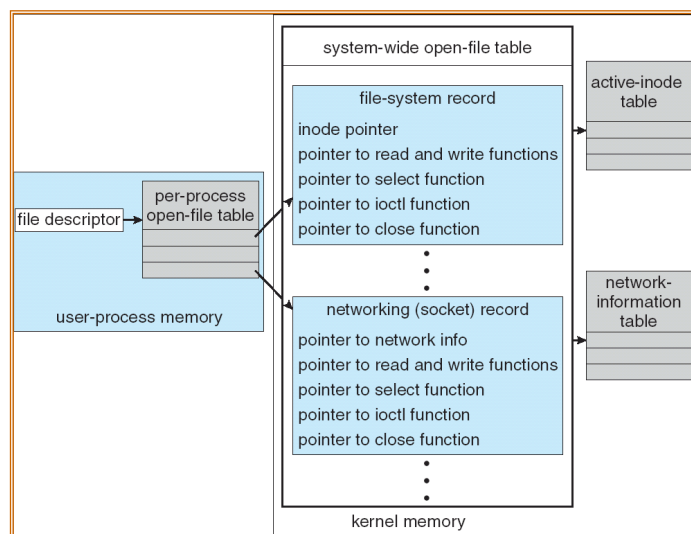 system-wide open-file table
file-system record
inode pointer
pointer to read and write functions
pointer to select function
pointer to ioctl function
pointer to close function
active-inode
table
per-process
open-file table
file descriptor
user-process memory
networking (socket) record
pointer to network info
pointer to read and write functions
pointer to select function
pointer to ioctl function
pointer to close function
network-
information
table
kernel memory